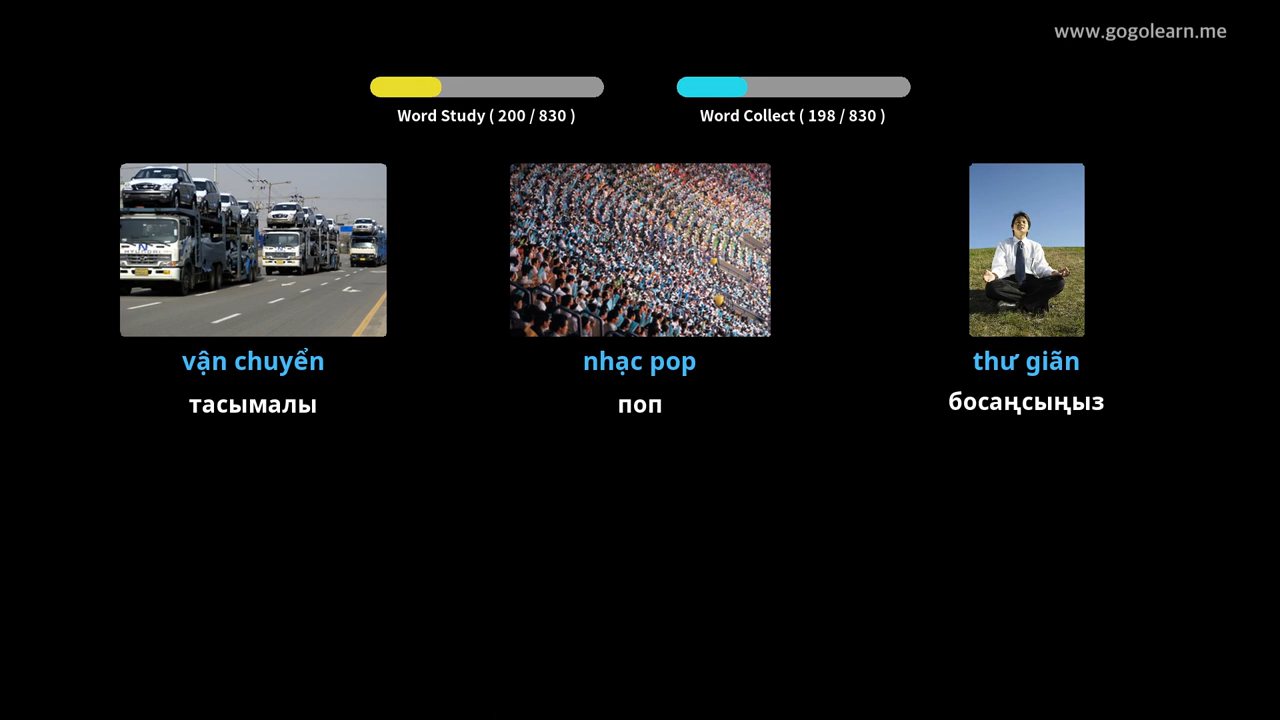 www.gogolearn.me
Word Study ( 200 / 830 )
Word Collect ( 198 / 830 )
vận chuyển
nhạc pop
thư giãn
тасымалы
поп
босаңсыңыз